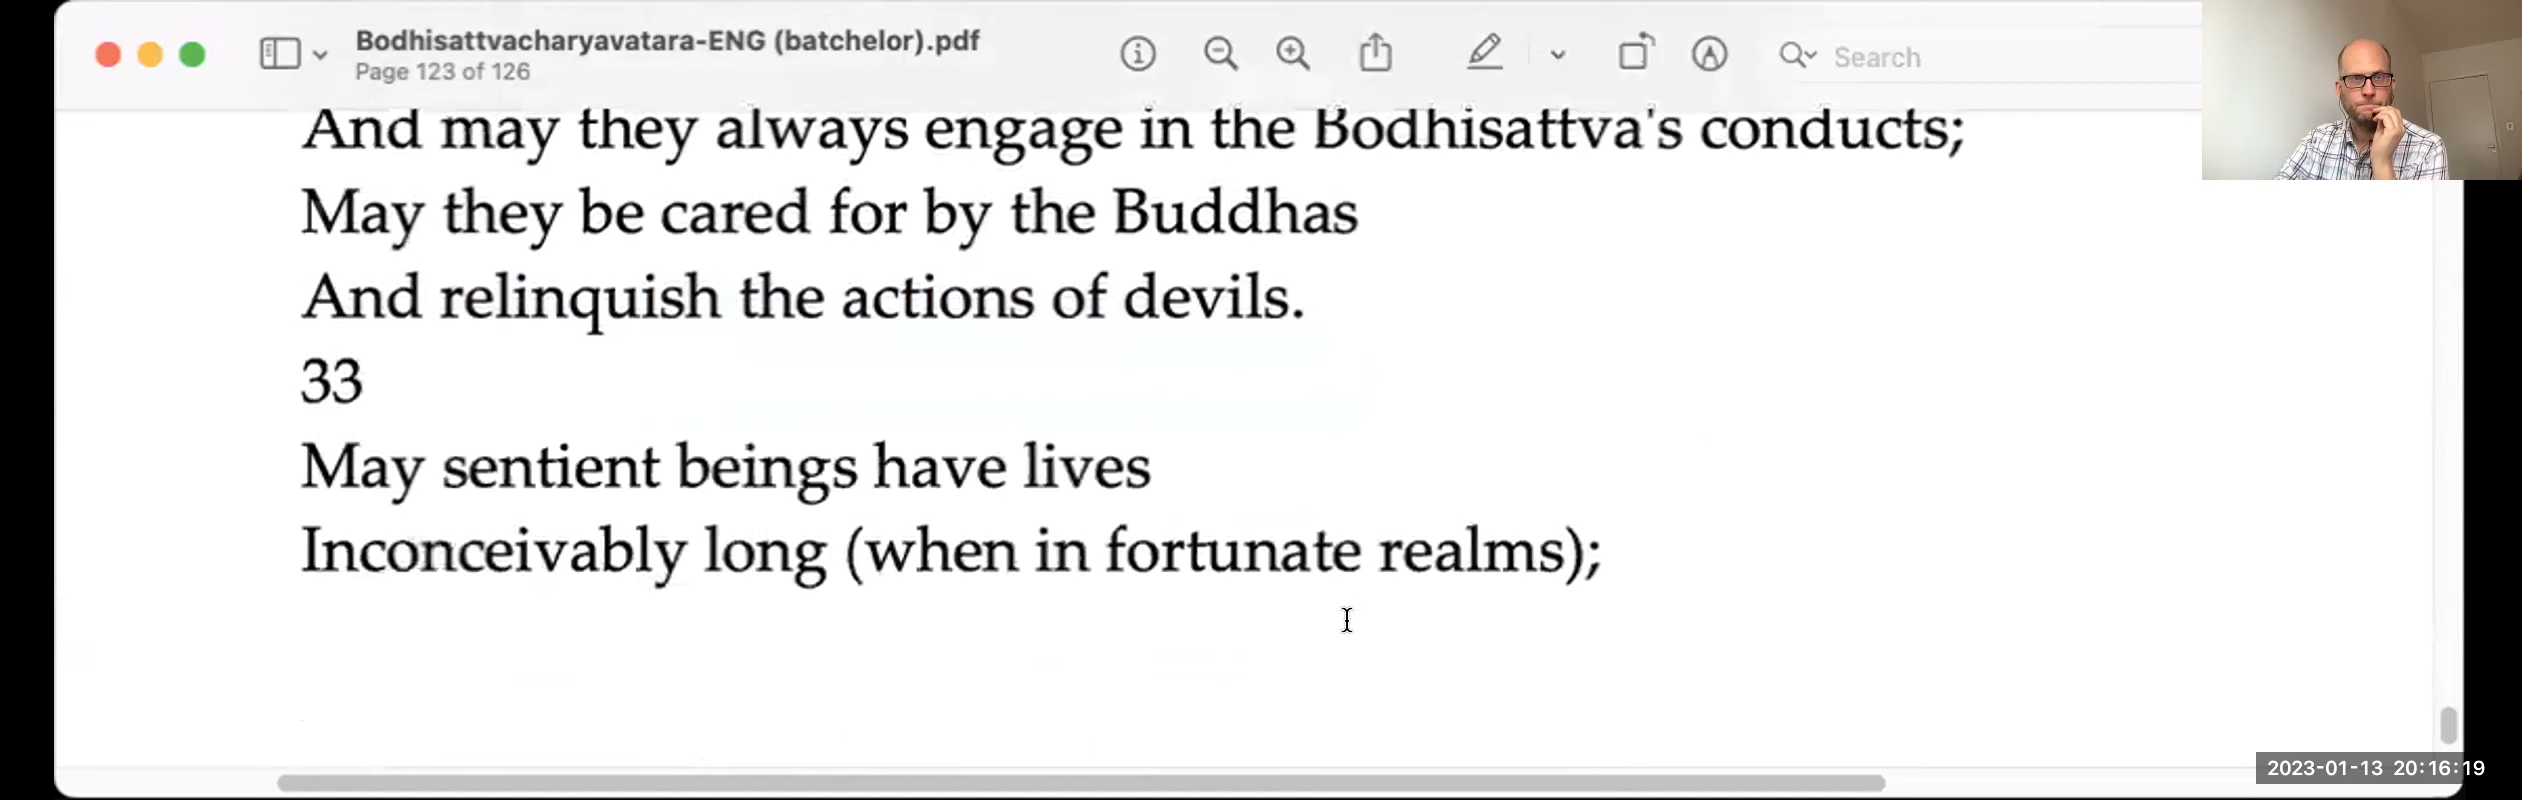 Bodhisattvacharyavatara-ENG (batchelor).pdf
Page 123 of 126
Search
And may they always engage in the Bodhisattva's conducts;
May they be cared for by the Buddhas
And relinquish the actions of devils.
33
May sentient beings have lives
Inconceivably long (when in fortunate realms);
2023-01-13 20:16:19